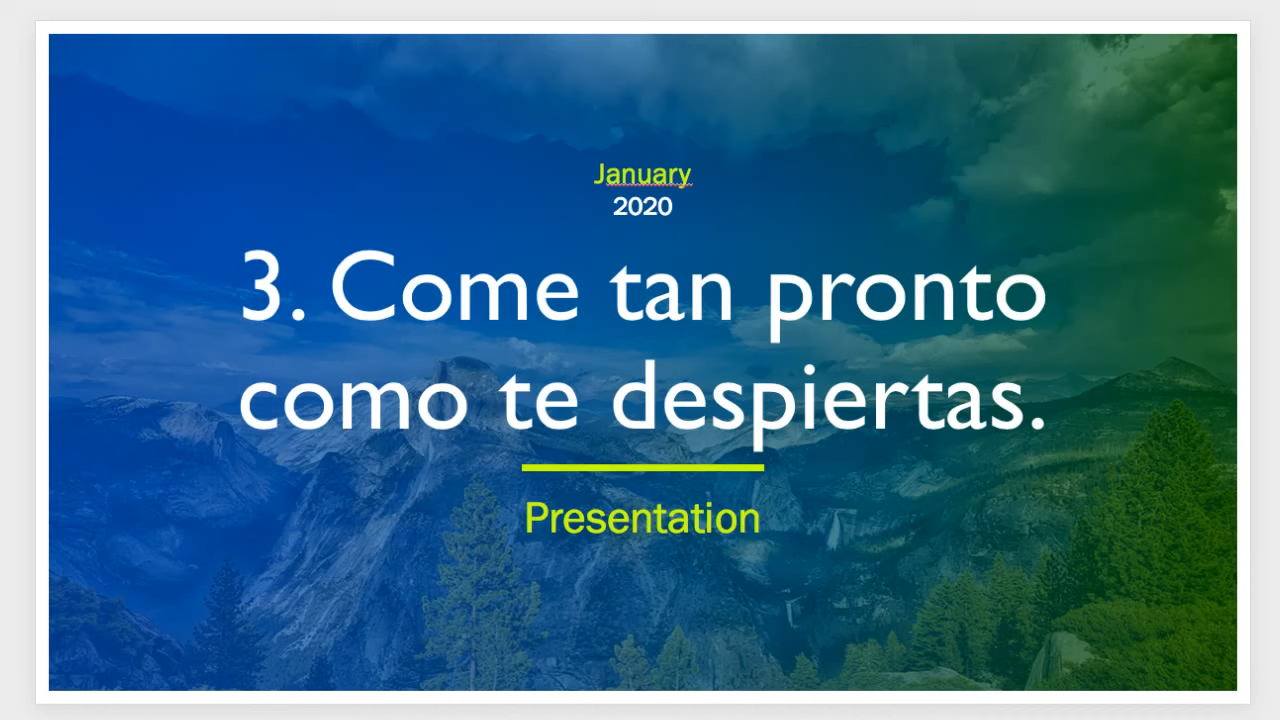 January
2020
3. Come tan pronto
como te despiertas.
Presentation